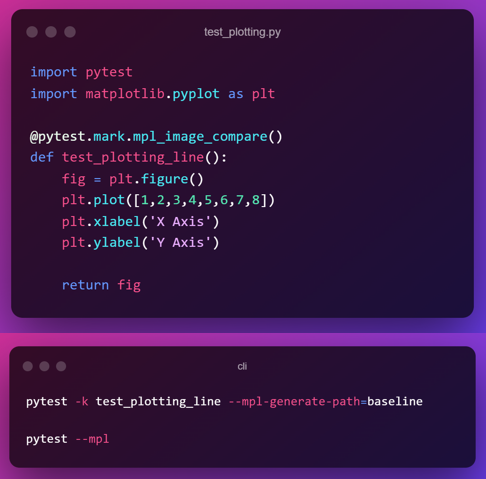 test_plotting.py
import pytest
import matplotlib.pyplot as plt
@pytest.mark.mpl_image_compare()
def test_plotting_line():
    fig = plt.figure()
    plt.plot([1,2,3,4,5,6,7,8])
    plt.xlabel('X Axis')
    plt.ylabel('Y Axis')
    return fig
cli
pytest -k test_plotting_line --mpl-generate-path=baseline
pytest --mpl